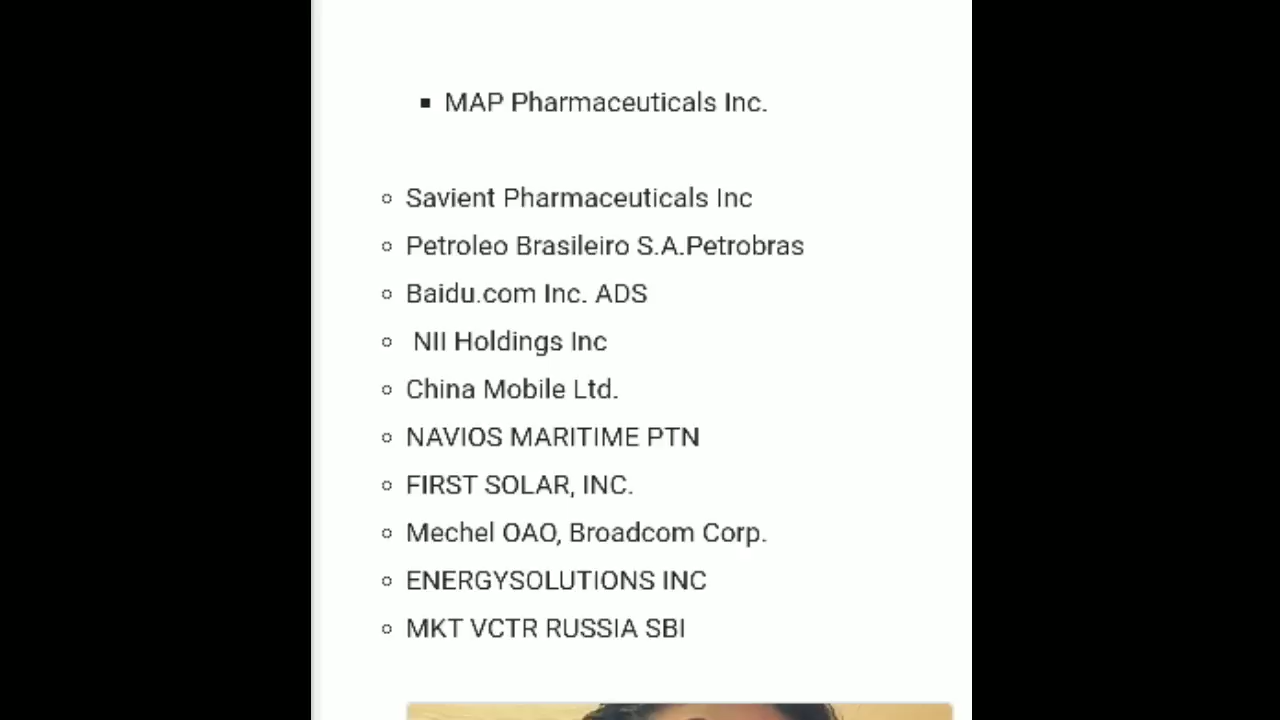 MAP Pharmaceuticals Inc.
Savient Pharmaceuticals Inc
Petroleo Brasileiro S.A.Petrobras
Baidu.com Inc. ADS
NII Holdings Inc
China Mobile Ltd.
NAVIOS MARITIME PTN
FIRST SOLAR, INC.
Mechel OAO, Broadcom Corp.
ENERGYSOLUTIONS INC
MKT VCTR RUSSIA SBI